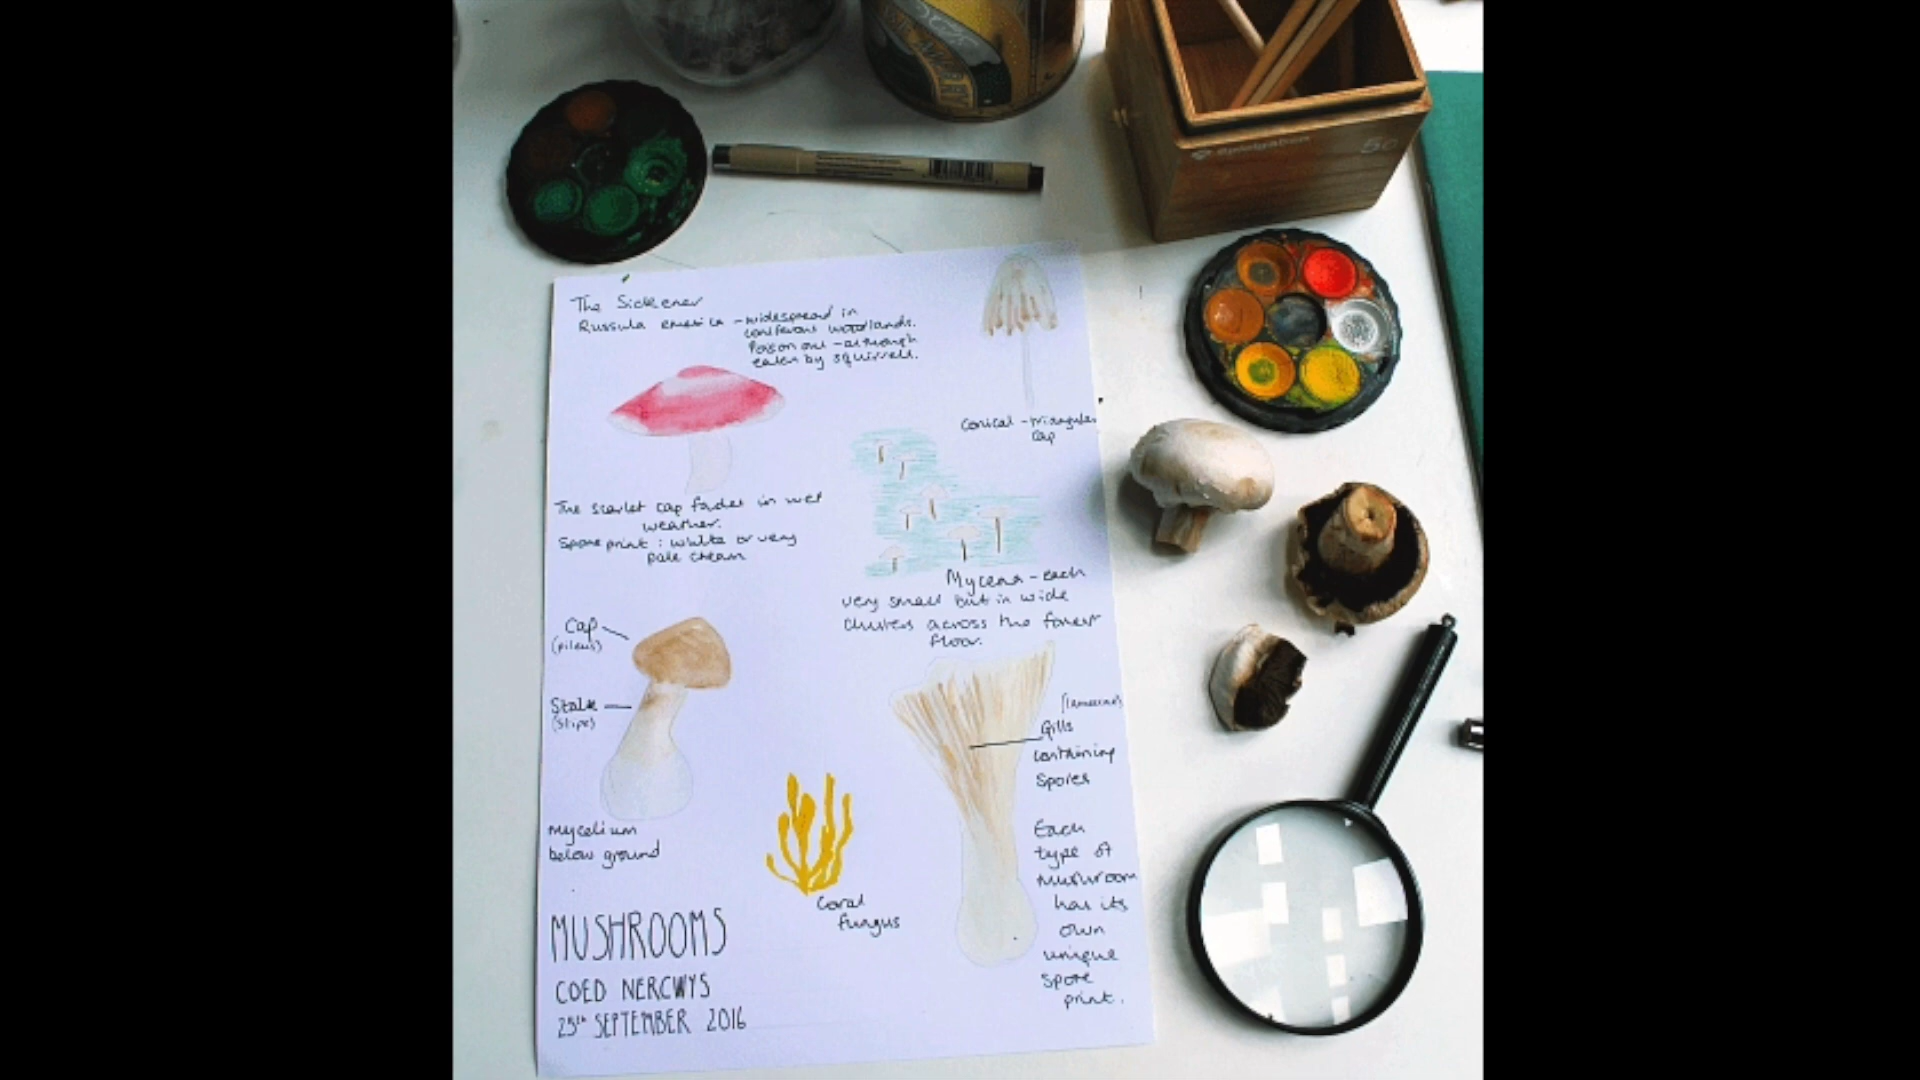 The Sickener
Russula emetica - widespread in
coniferous woodlands.
Poisonous - although
eaten by squirrels.
Conical - triangular
cap
The scarlet cap fades in wet
weather.
Spore print : white or very
pale cream
Mycena - each
very small but in wide
clusters across the forest
floor.
Cap
(pileus)
Stalk
(stipe)
Mycelium
below ground
(lamellae)
Gills
containing
spores
Coral
fungus
Each
type of
mushroom
has its
own
unique
spore
print.
MUSHROOMS
COED NERCWYS
25th SEPTEMBER 2016